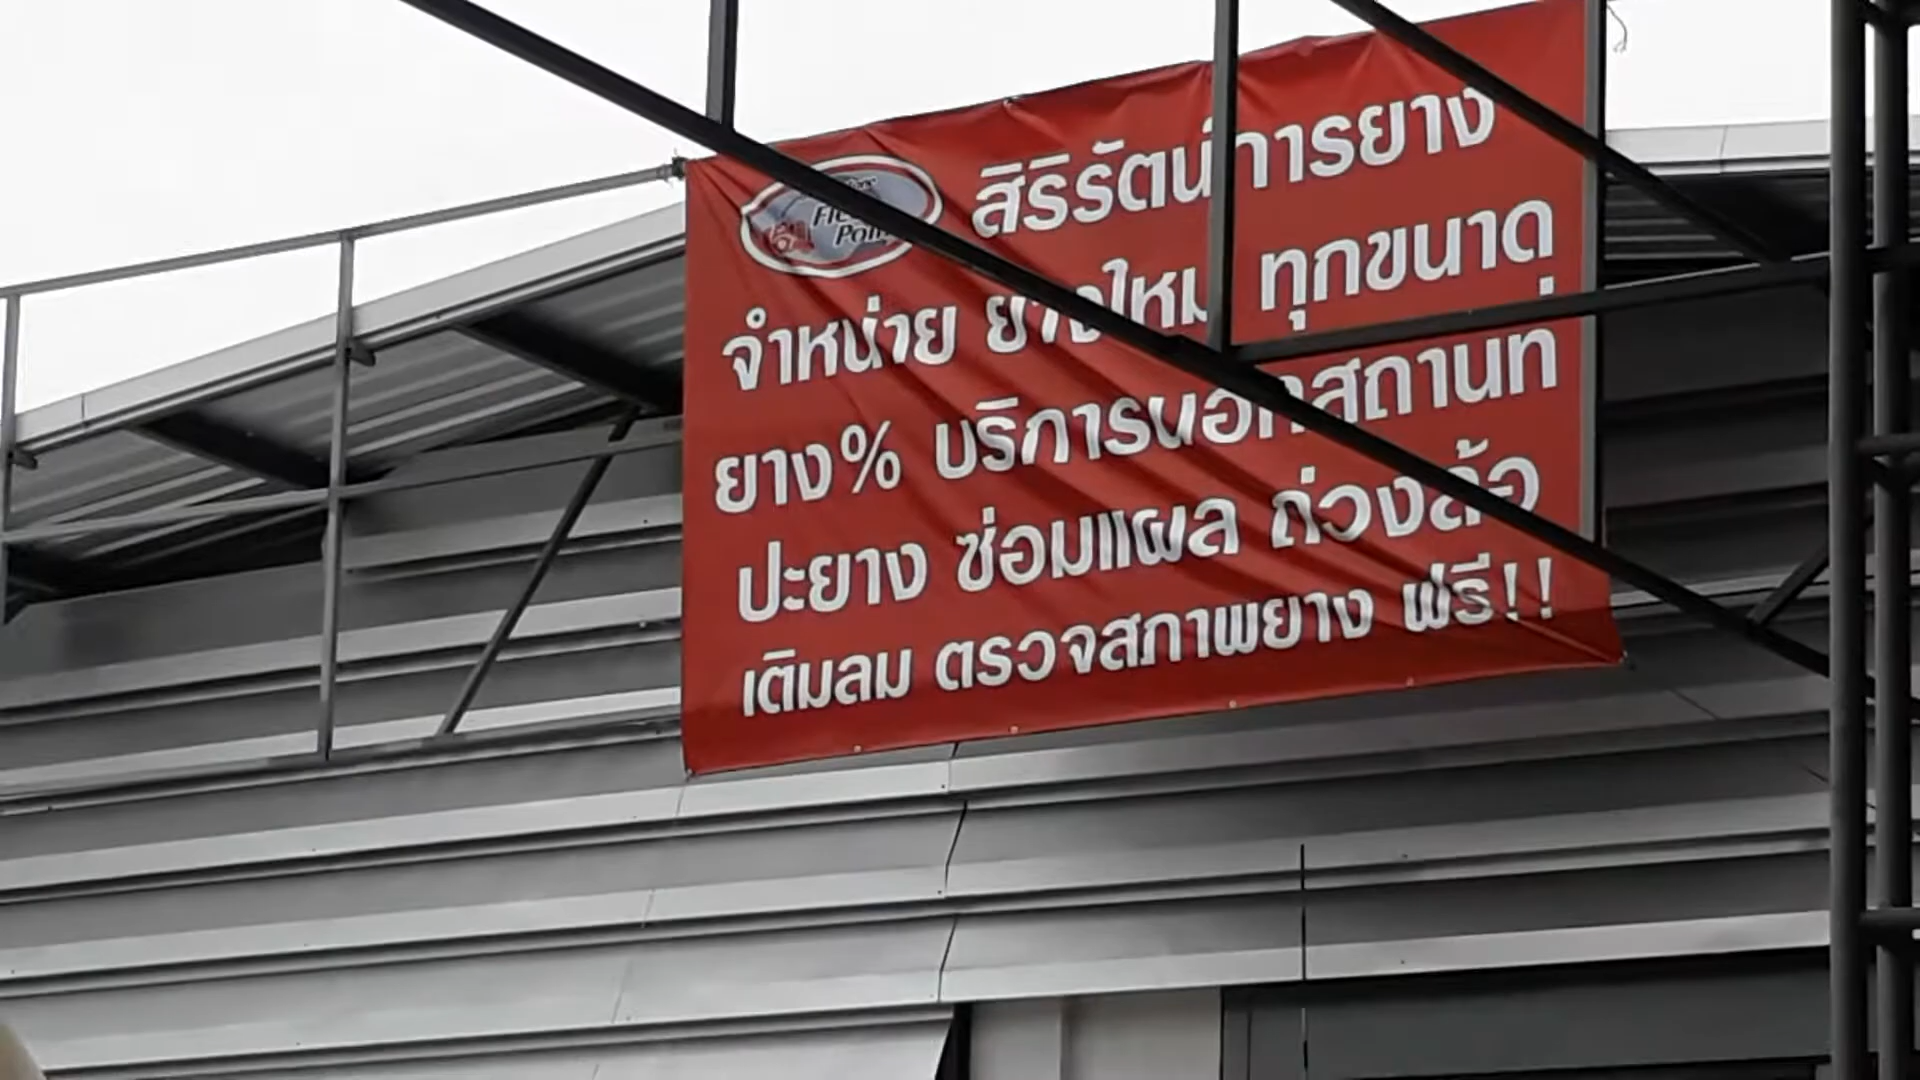 สิริรัตน์การยาง
จำหน่าย ยางใหม่ ทุกขนาด
ยาง% บริการนอกสถานที่
ปะยาง ซ่อมแผล ถ่วงล้อ
เติมลม ตรวจสภาพยาง ฟรี!!